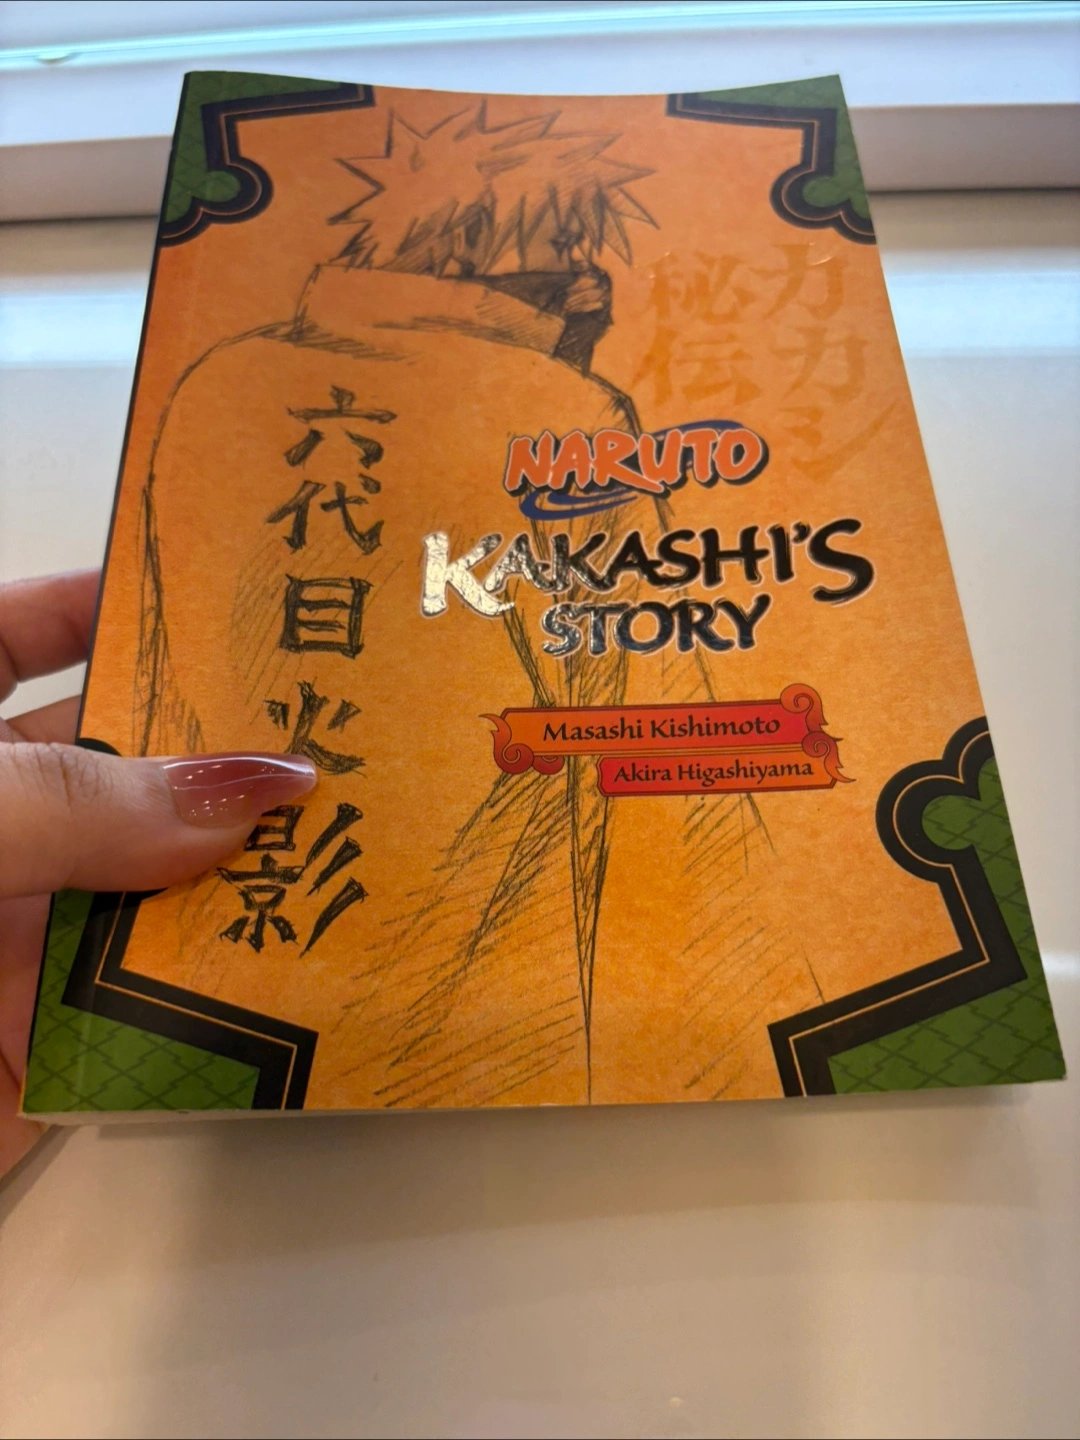 カカシ
秘伝
六代目火影
NARUTO
KAKASHI'S
STORY
Masashi Kishimoto
Akira Higashiyama